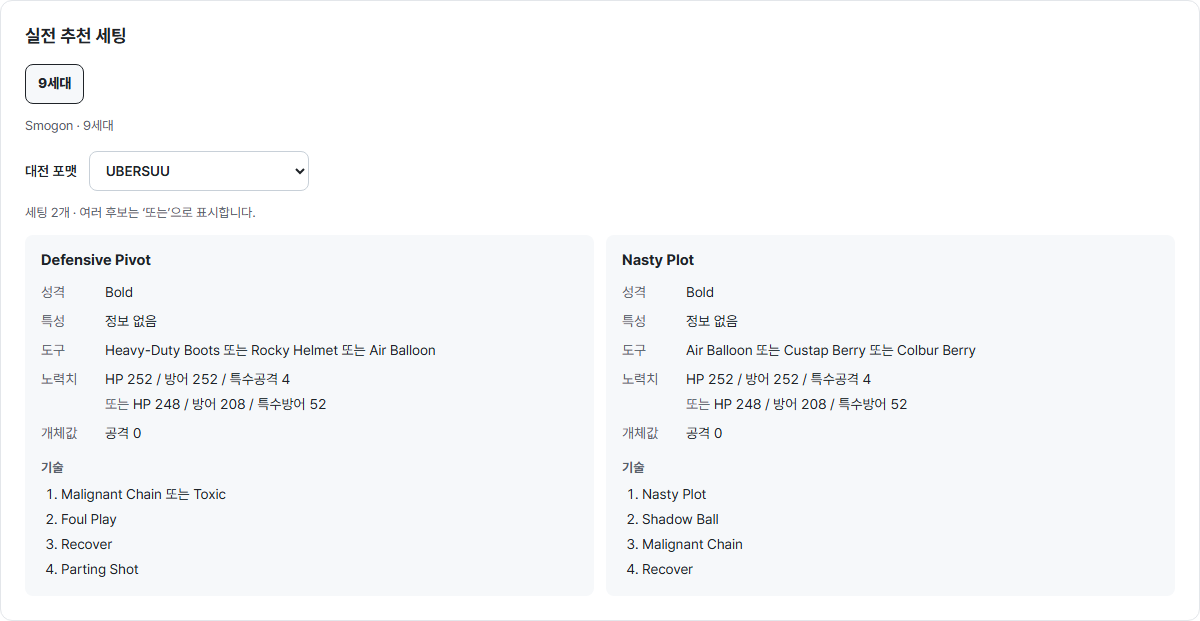 실전 추천 세팅
9세대
Smogon · 9세대
대전 포맷
UBERSUU
세팅 2개 · 여러 후보는 ‘또는’으로 표시합니다.
Defensive Pivot
성격 Bold
특성 정보 없음
도구 Heavy-Duty Boots 또는 Rocky Helmet 또는 Air Balloon
노력치 HP 252 / 방어 252 / 특수공격 4
또는 HP 248 / 방어 208 / 특수방어 52
개체값 공격 0
기술
1. Malignant Chain 또는 Toxic
2. Foul Play
3. Recover
4. Parting Shot
Nasty Plot
성격 Bold
특성 정보 없음
도구 Air Balloon 또는 Custap Berry 또는 Colbur Berry
노력치 HP 252 / 방어 252 / 특수공격 4
또는 HP 248 / 방어 208 / 특수방어 52
개체값 공격 0
기술
1. Nasty Plot
2. Shadow Ball
3. Malignant Chain
4. Recover